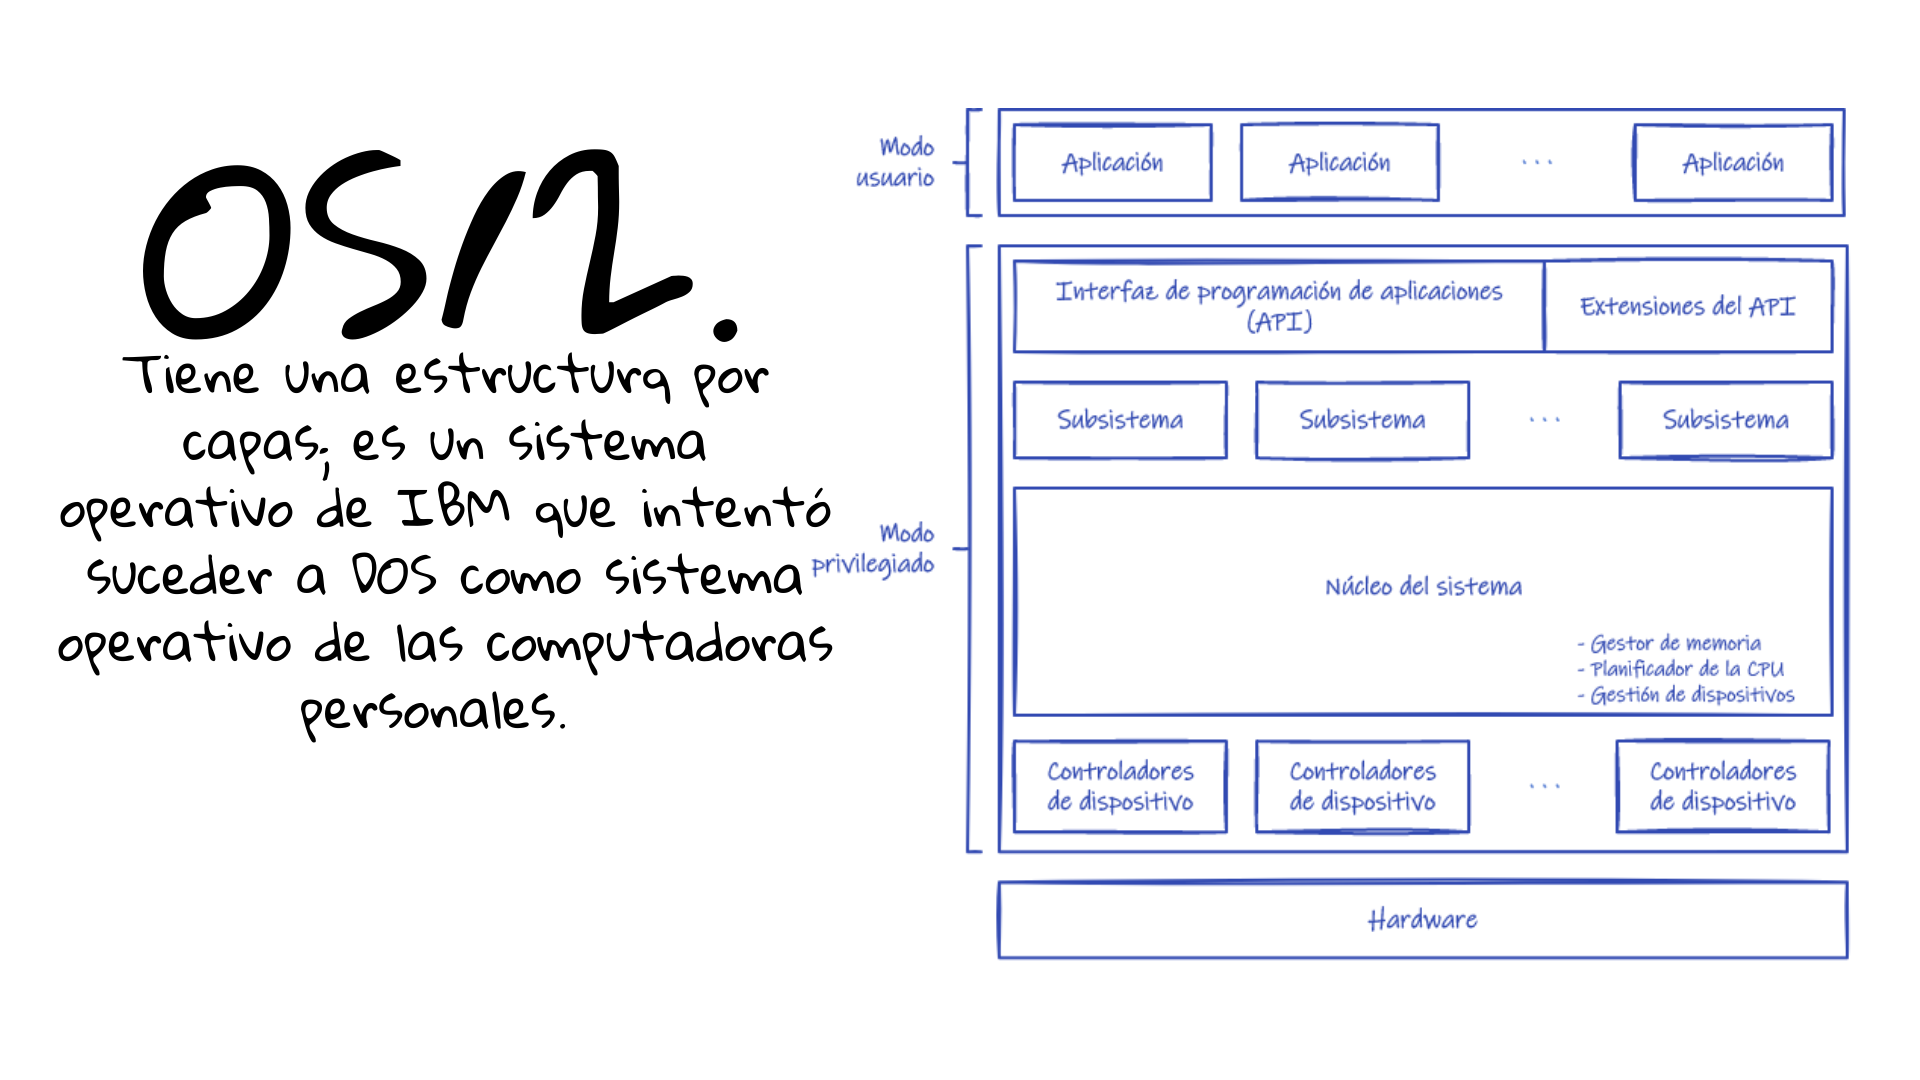 OS/2.
Tiene una estructura por
capas; es un sistema
operativo de IBM que intentó
suceder a DOS como sistema
operativo de las computadoras
personales.
Modo
usuario
Aplicación Aplicación ... Aplicación
Modo
privilegiado
Interfaz de programación de aplicaciones
(API)
Extensiones del API
Subsistema Subsistema ... Subsistema
Núcleo del sistema
- Gestor de memoria
- Planificador de la CPU
- Gestión de dispositivos
Controladores
de dispositivo
Controladores
de dispositivo
...
Controladores
de dispositivo
Hardware